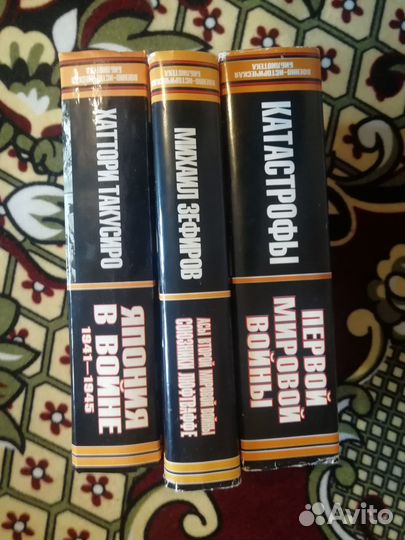 ВОЕННО-ИСТОРИЧЕСКАЯ
БИБЛИОТЕКА
ХАТТОРИ ТАКУСИРО
ЯПОНИЯ
В ВОЙНЕ
1941—1945
ВОЕННО-ИСТОРИЧЕСКАЯ
БИБЛИОТЕКА
МИХАИЛ ЗЕФИРОВ
АСЫ ВТОРОЙ МИРОВОЙ ВОЙНЫ
СОЮЗНИКИ ЛЮФТВАФФЕ
ВОЕННО-ИСТОРИЧЕСКАЯ
БИБЛИОТЕКА
КАТАСТРОФЫ
ПЕРВОЙ
МИРОВОЙ
ВОЙНЫ
Avito